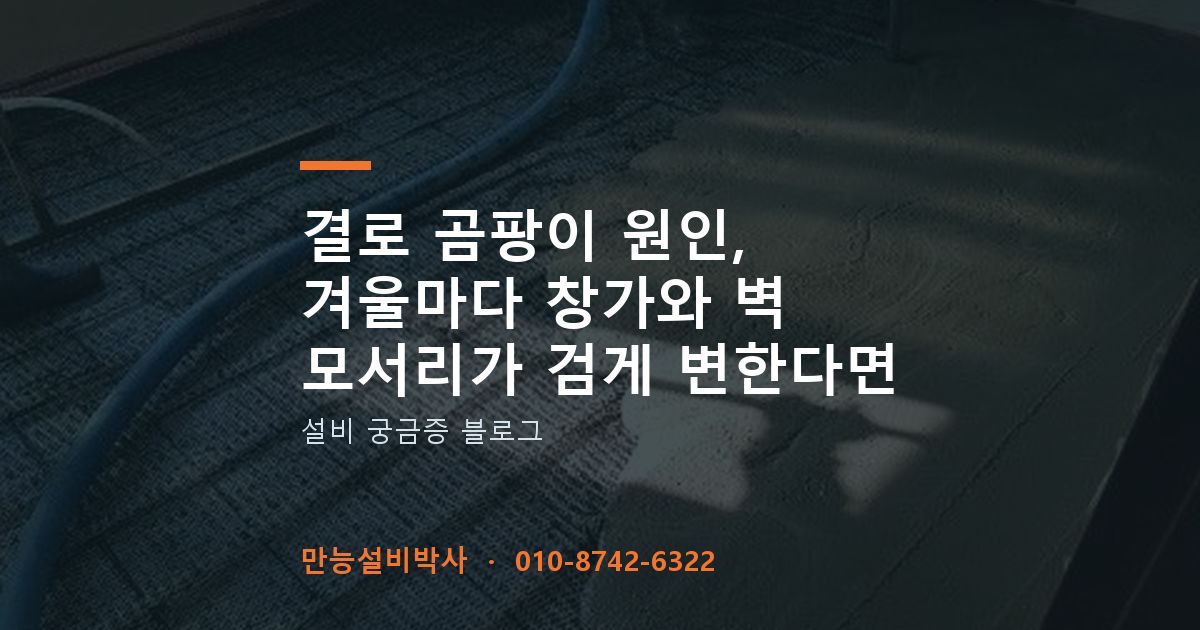 결로 곰팡이 원인,
겨울마다 창가와 벽
모서리가 검게 변한다면
설비 궁금증 블로그
만능설비박사 · 010-8742-6322